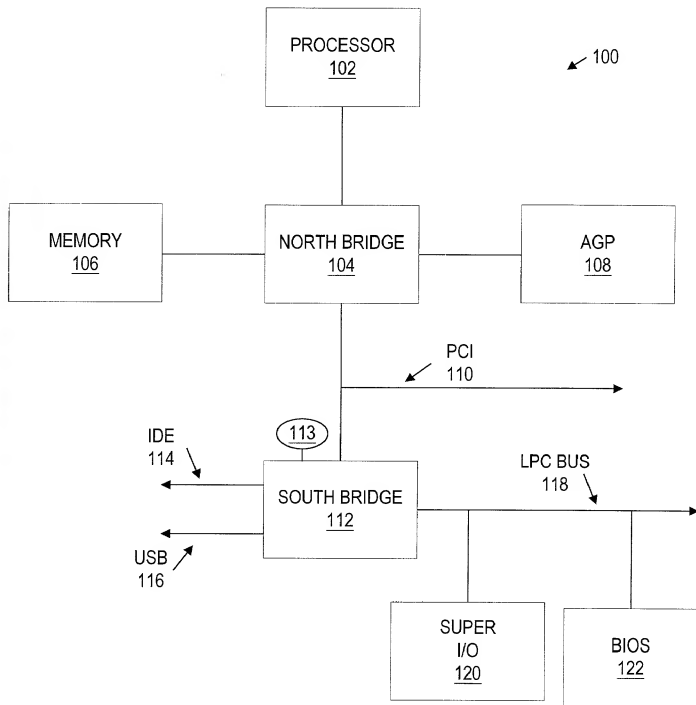 PROCESSOR
102
100
MEMORY
106
NORTH BRIDGE
104
AGP
108
PCI
110
113
IDE
114
SOUTH BRIDGE
112
LPC BUS
118
USB
116
SUPER
I/O
120
BIOS
122